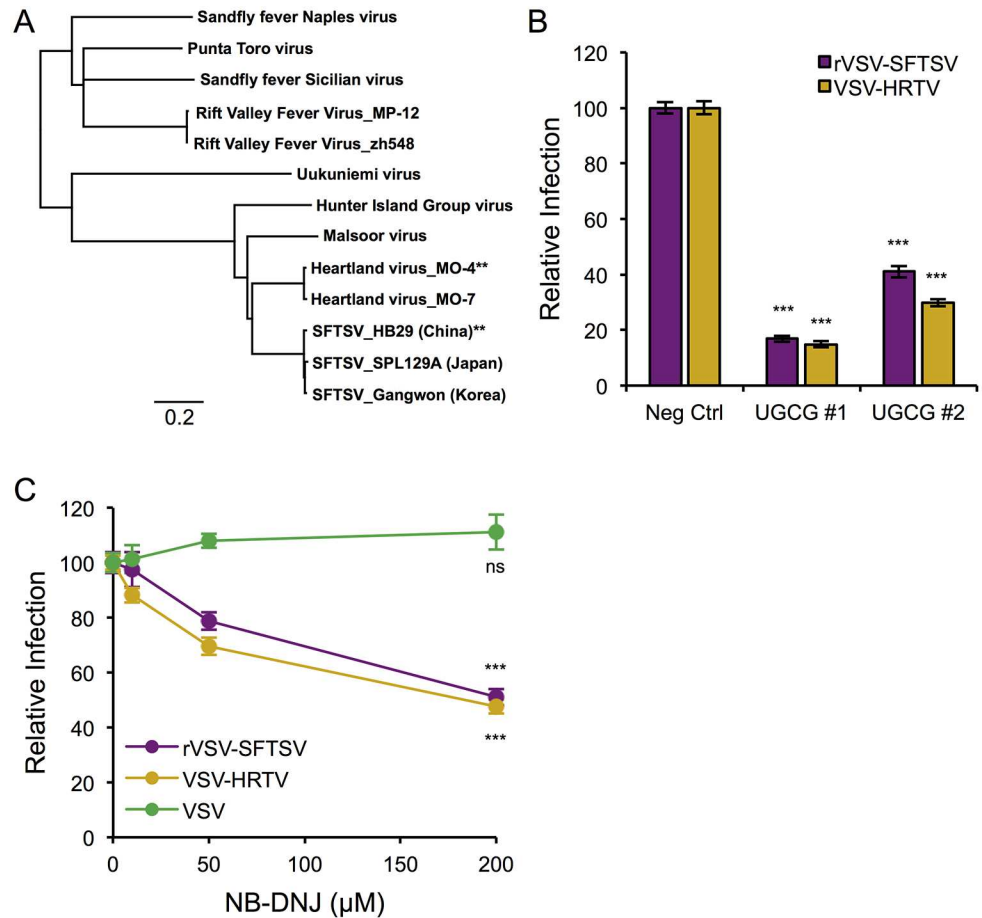 A
Sandfly fever Naples virus
Punta Toro virus
Sandfly fever Sicilian virus
Rift Valley Fever Virus_MP-12
Rift Valley Fever Virus_zh548
Uukuniemi virus
Hunter Island Group virus
Malsoor virus
Heartland virus_MO-4**
Heartland virus_MO-7
SFTSV_HB29 (China)**
SFTSV_SPL129A (Japan)
SFTSV_Gangwon (Korea)
0.2
B
Relative Infection
120
100
80
60
40
20
0
rVSV-SFTSV
VSV-HRTV
*** ***
*** ***
Neg Ctrl UGCG #1 UGCG #2
C
Relative Infection
120
100
80
60
40
20
0
ns
***
***
rVSV-SFTSV
VSV-HRTV
VSV
0 50 100 150 200
NB-DNJ (µM)